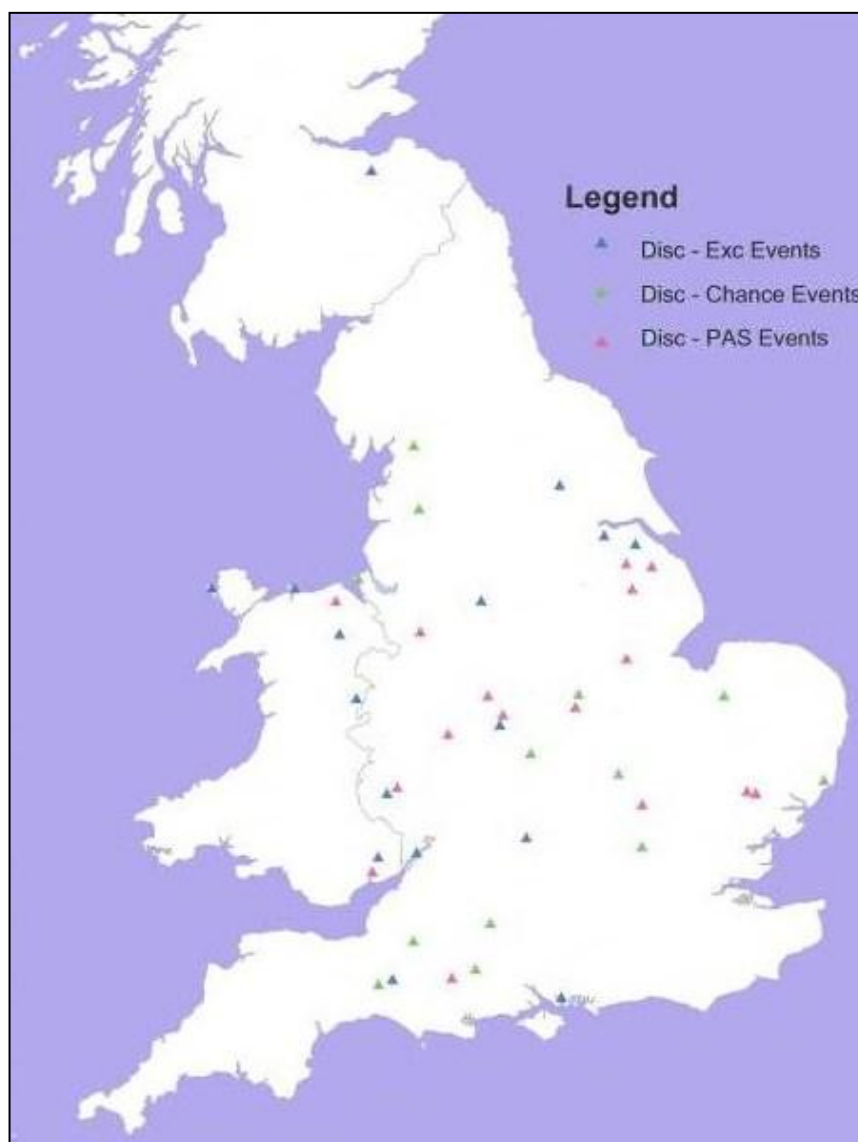 Legend
Disc - Exc Events
Disc - Chance Events
Disc - PAS Events